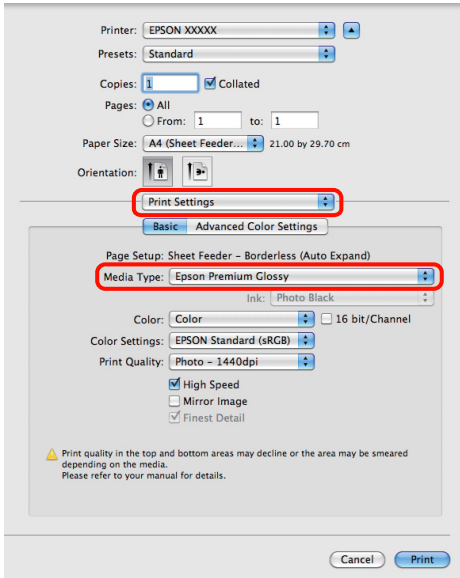 Printer: EPSON XXXXX
Presets: Standard
Copies: 1 Collated
Pages: All
From: 1 to: 1
Paper Size: A4 (Sheet Feeder... 21.00 by 29.70 cm
Orientation:
Print Settings
Basic Advanced Color Settings
Page Setup: Sheet Feeder - Borderless (Auto Expand)
Media Type: Epson Premium Glossy
Ink: Photo Black
Color: Color 16 bit/Channel
Color Settings: EPSON Standard (sRGB)
Print Quality: Photo - 1440dpi
High Speed
Mirror Image
Finest Detail
Print quality in the top and bottom areas may decline or the area may be smeared
depending on the media.
Please refer to your manual for details.
Cancel Print